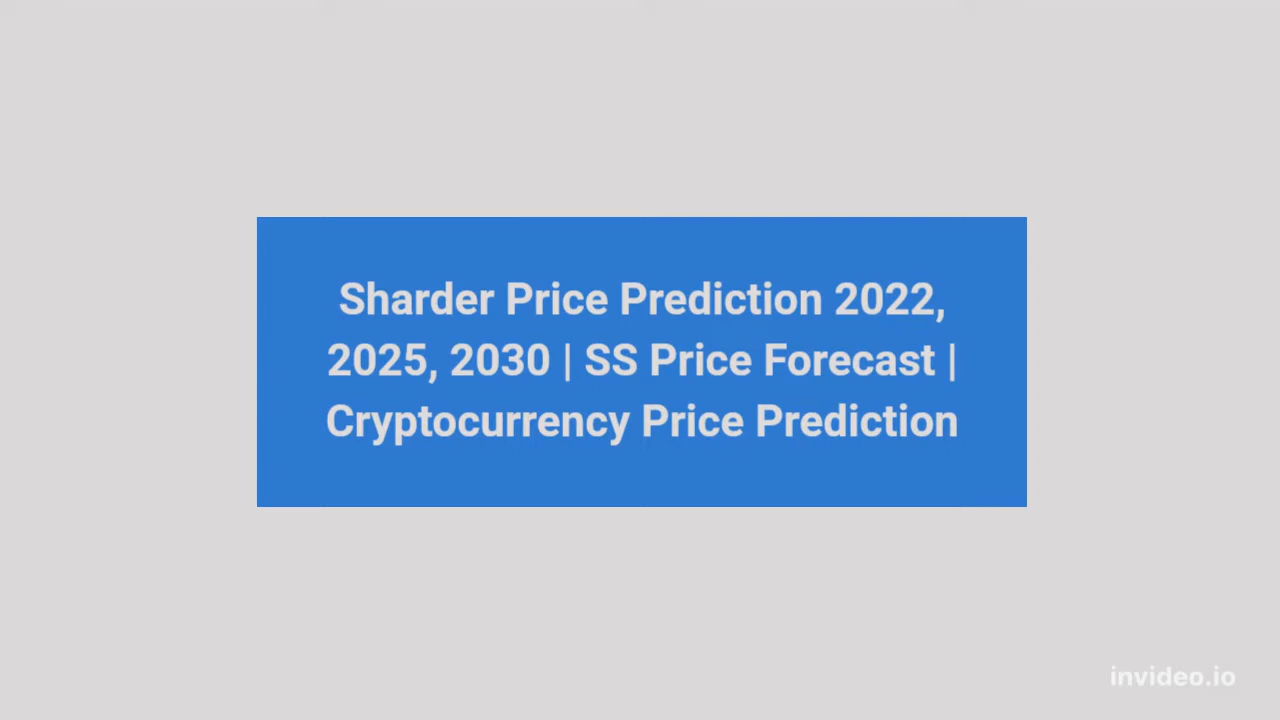 Sharder Price Prediction 2022,
2025, 2030 | SS Price Forecast |
Cryptocurrency Price Prediction
invideo.io